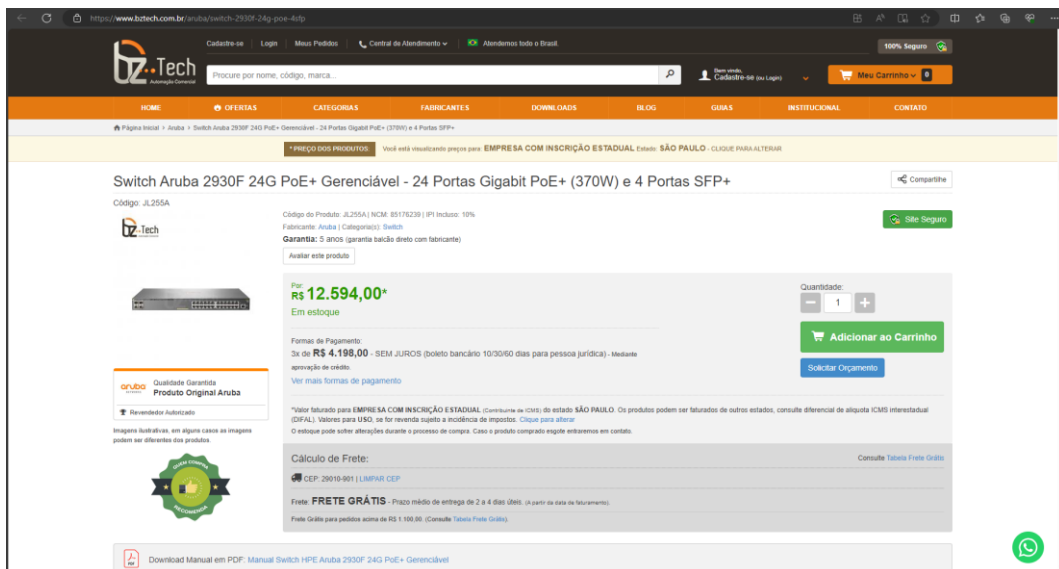 https://www.bztech.com.br/aruba/switch-2930f-24g-poe-4sfp
Cadastre-se | Login | Meus Pedidos | Central de Atendimento | Atendemos todo o Brasil.
100% Seguro
bz..Tech
Automação Comercial
Procure por nome, código, marca...
Bem vindo,
Cadastre-se (ou Login)
Meu Carrinho 0
HOME OFERTAS CATEGORIAS FABRICANTES DOWNLOADS BLOG GUIAS INSTITUCIONAL CONTATO
Página Inicial > Aruba > Switch Aruba 2930F 24G PoE+ Gerenciável - 24 Portas Gigabit PoE+ (370W) e 4 Portas SFP+
* PREÇO DOS PRODUTOS: Você está visualizando preços para: EMPRESA COM INSCRIÇÃO ESTADUAL Estado: SÃO PAULO - CLIQUE PARA ALTERAR
Switch Aruba 2930F 24G PoE+ Gerenciável - 24 Portas Gigabit PoE+ (370W) e 4 Portas SFP+
Compartilhe
Código: JL255A
bz..Tech
Código do Produto: JL255A | NCM: 85176239 | IPI Incluso: 10%
Fabricante: Aruba | Categoria(s): Switch
Garantia: 5 anos (garantia balcão direto com fabricante)
Avaliar este produto
Site Seguro
Por:
R$ 12.594,00*
Em estoque
Quantidade:
1
Adicionar ao Carrinho
Solicitar Orçamento
Formas de Pagamento:
3x de R$ 4.198,00 - SEM JUROS (boleto bancário 10/30/60 dias para pessoa jurídica) - Mediante
aprovação de crédito.
Ver mais formas de pagamento
aruba Qualidade Garantida
Produto Original Aruba
Revendedor Autorizado
Imagens ilustrativas, em alguns casos as imagens
podem ser diferentes dos produtos.
QUEM COMPRA
RECOMENDA
*Valor faturado para EMPRESA COM INSCRIÇÃO ESTADUAL (Contribuinte de ICMS) do estado SÃO PAULO. Os produtos podem ser faturados de outros estados, consulte diferencial de aliquota ICMS interestadual
(DIFAL). Valores para USO, se for revenda sujeito a incidência de impostos. Clique para alterar
O estoque pode sofrer alterações durante o processo de compra. Caso o produto comprado esgote entraremos em contato.
Cálculo de Frete:
Consulte Tabela Frete Grátis
CEP: 29010-901 | LIMPAR CEP
Frete: FRETE GRÁTIS - Prazo médio de entrega de 2 a 4 dias úteis. (A partir da data de faturamento).
Frete Grátis para pedidos acima de R$ 1.100,00. (Consulte Tabela Frete Grátis).
Download Manual em PDF: Manual Switch HPE Aruba 2930F 24G PoE+ Gerenciável